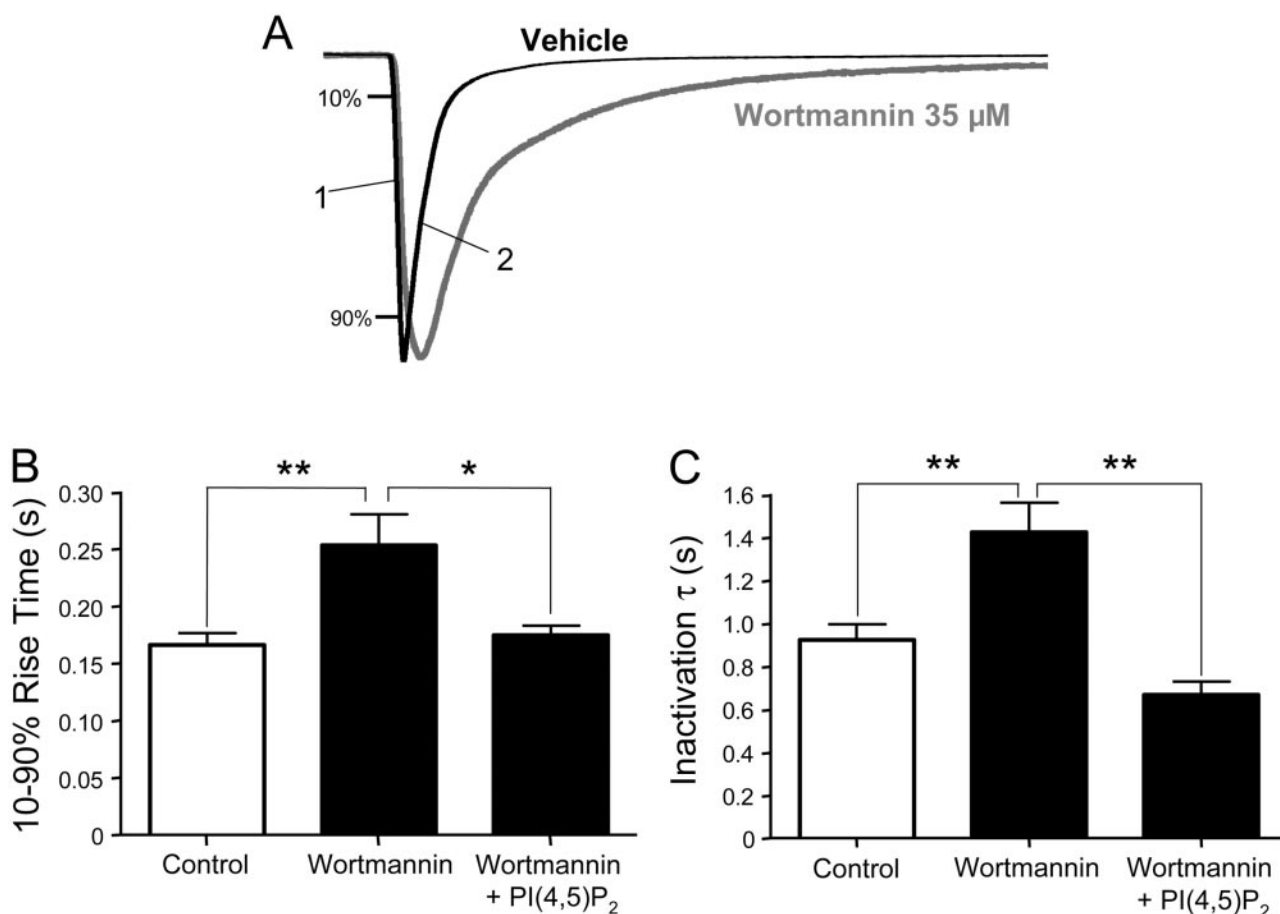 A
Vehicle
10%
Wortmannin 35 µM
1
2
90%
B
** *
10-90% Rise Time (s)
0.30
0.25
0.20
0.15
0.10
0.05
0
Control
Wortmannin
Wortmannin
+ PI(4,5)P₂
C
** **
Inactivation τ (s)
1.6
1.4
1.2
1.0
0.8
0.6
0.4
0.2
0
Control
Wortmannin
Wortmannin
+ PI(4,5)P₂